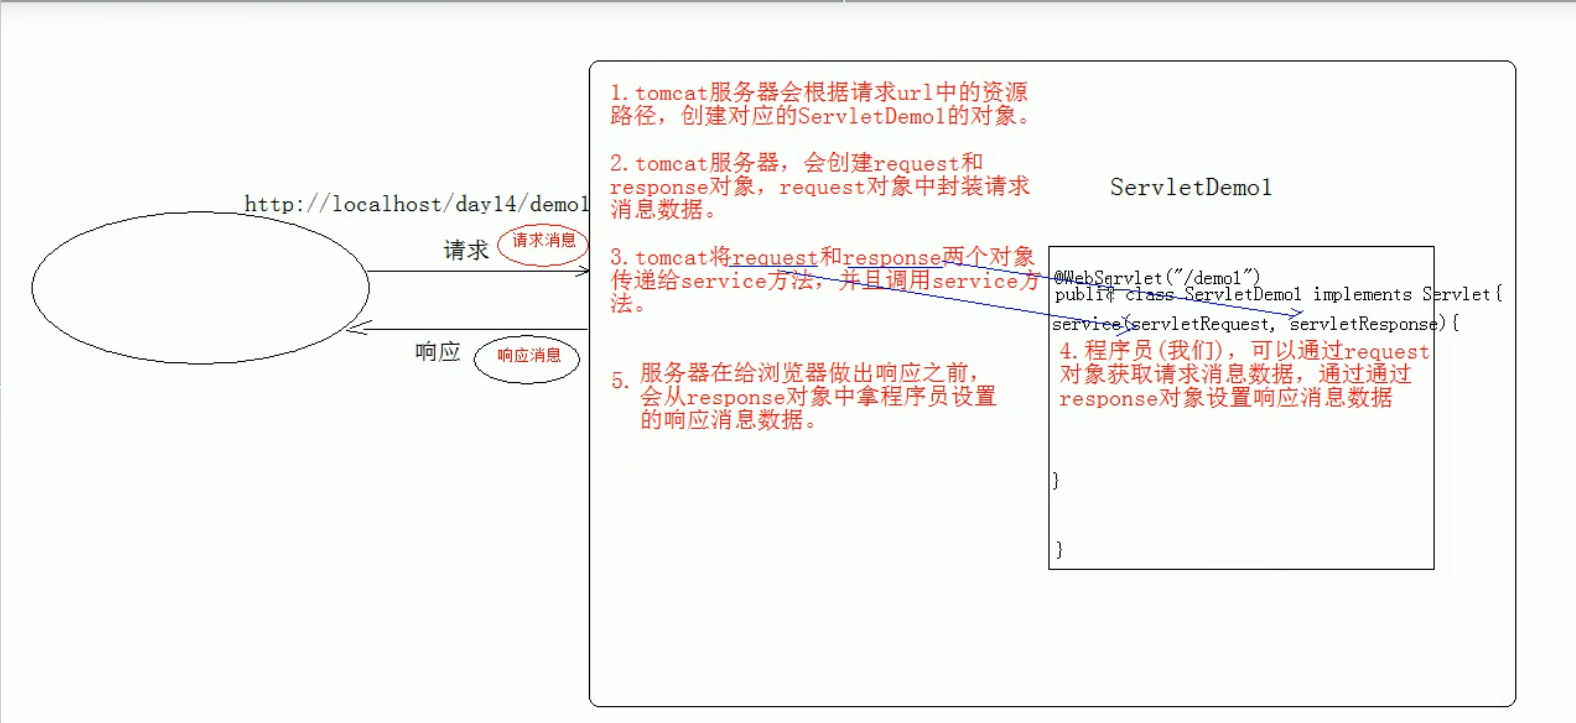 http://localhost/day14/demo1
请求
请求消息
响应
响应消息
1.tomcat服务器会根据请求url中的资源
路径，创建对应的ServletDemo1的对象。
2.tomcat服务器，会创建request和
response对象，request对象中封装请求
消息数据。
3.tomcat将request和response两个对象
传递给service方法，并且调用service方
法。
5. 服务器在给浏览器做出响应之前，
会从response对象中拿程序员设置
的响应消息数据。
ServletDemo1
@WebServlet("/demo1")
public class ServletDemo1 implements Servlet{
service(servletRequest, servletResponse){
4.程序员(我们)，可以通过request
对象获取请求消息数据，通过通过
response对象设置响应消息数据
}
}